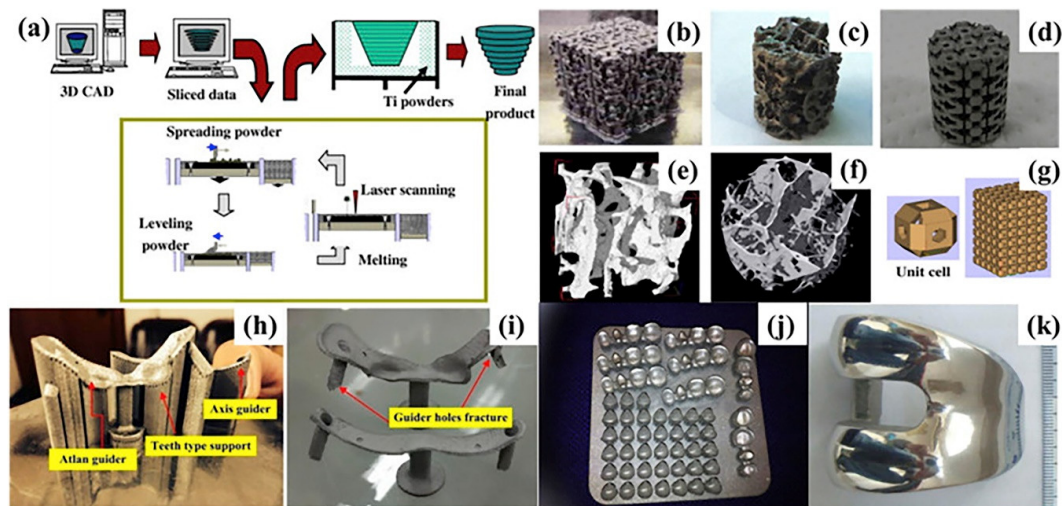 (a)
3D CAD
Sliced data
Ti powders
Final
product
Spreading powder
Laser scanning
Leveling
powder
Melting
(b)
(c)
(d)
(e)
(f)
(g)
Unit cell
(h)
Axis guider
Teeth type support
Atlan guider
(i)
Guider holes fracture
(j)
(k)